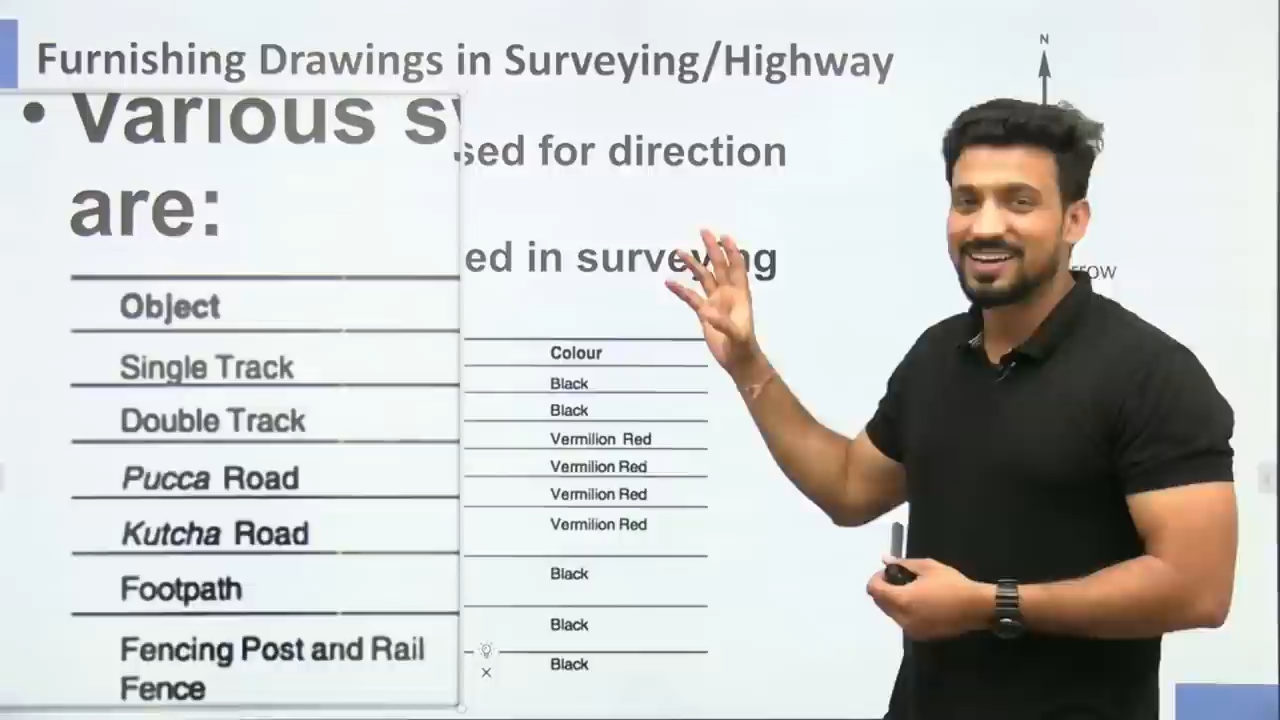 Furnishing Drawings in Surveying/Highway
N
• Various s
sed for direction
are:
ed in surveying
Object
Colour
Single Track
Black
Double Track
Black
Pucca Road
Vermilion Red
Kutcha Road
Vermilion Red
Footpath
Vermilion Red
Vermilion Red
Fencing Post and Rail
Fence
Black
Black
Black